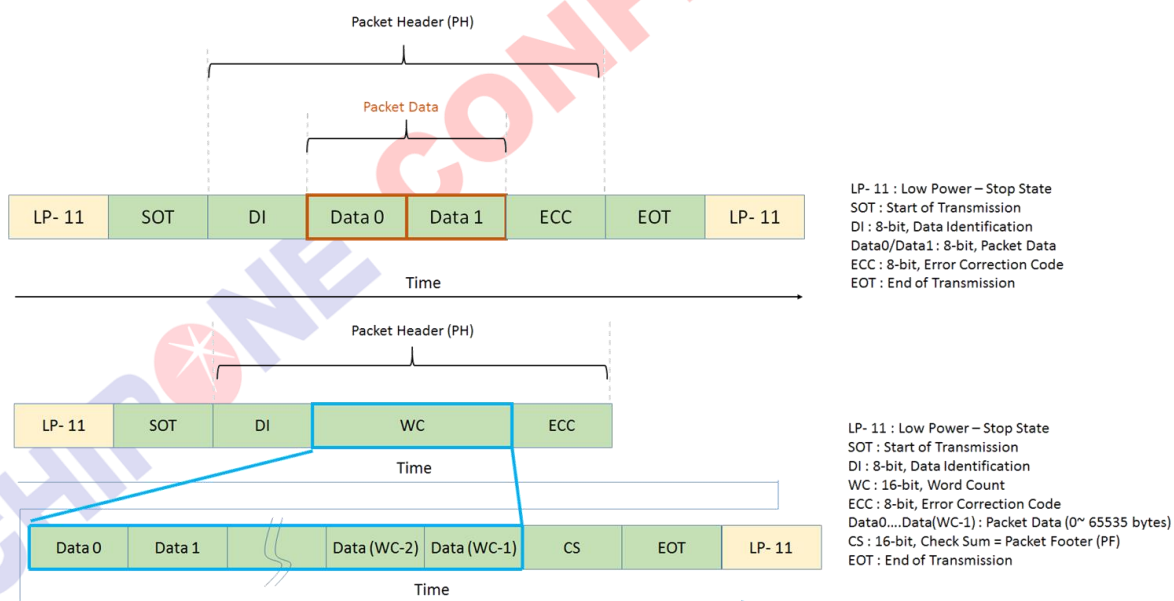 Packet Header (PH)
Packet Data
LP- 11 SOT DI Data 0 Data 1 ECC EOT LP- 11
Time
LP- 11 : Low Power – Stop State
SOT : Start of Transmission
DI : 8-bit, Data Identification
Data0/Data1 : 8-bit, Packet Data
ECC : 8-bit, Error Correction Code
EOT : End of Transmission
Packet Header (PH)
LP- 11 SOT DI WC ECC
Time
Data 0 Data 1 Data (WC-2) Data (WC-1) CS EOT LP- 11
Time
LP- 11 : Low Power – Stop State
SOT : Start of Transmission
DI : 8-bit, Data Identification
WC : 16-bit, Word Count
ECC : 8-bit, Error Correction Code
Data0....Data(WC-1) : Packet Data (0~ 65535 bytes)
CS : 16-bit, Check Sum = Packet Footer (PF)
EOT : End of Transmission
CHIPONE CONF